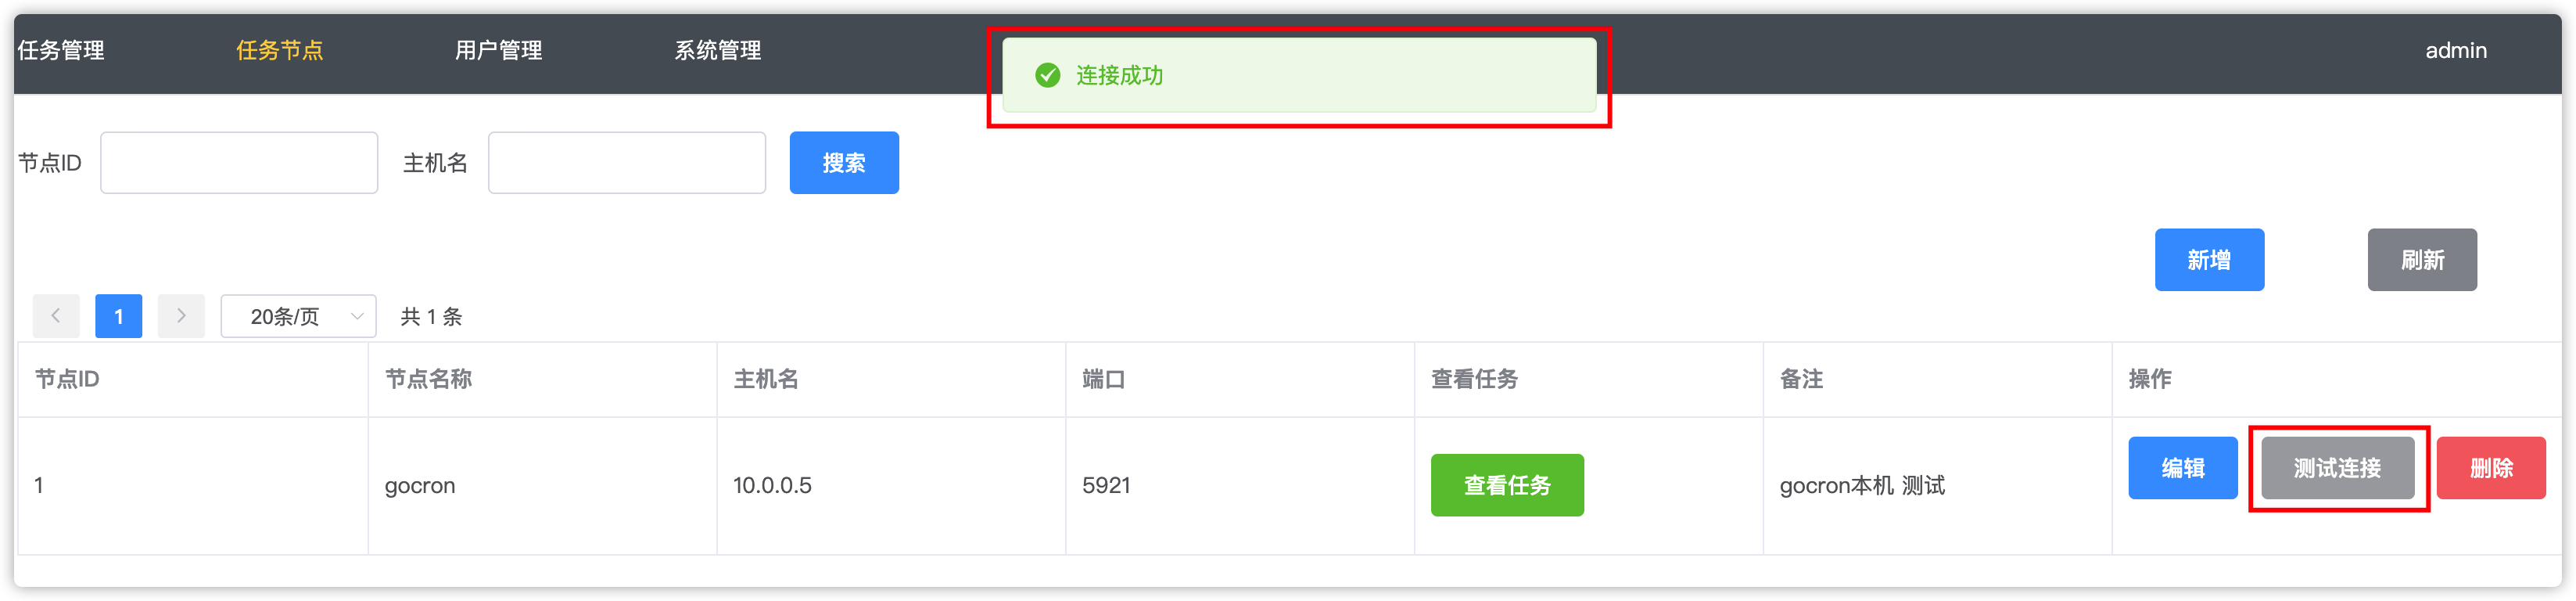 任务管理 任务节点 用户管理 系统管理 admin
连接成功
节点ID 主机名 搜索
新增 刷新
1 20条/页 共 1 条
节点ID 节点名称 主机名 端口 查看任务 备注 操作
1 gocron 10.0.0.5 5921 查看任务 gocron本机 测试 编辑 测试连接 删除